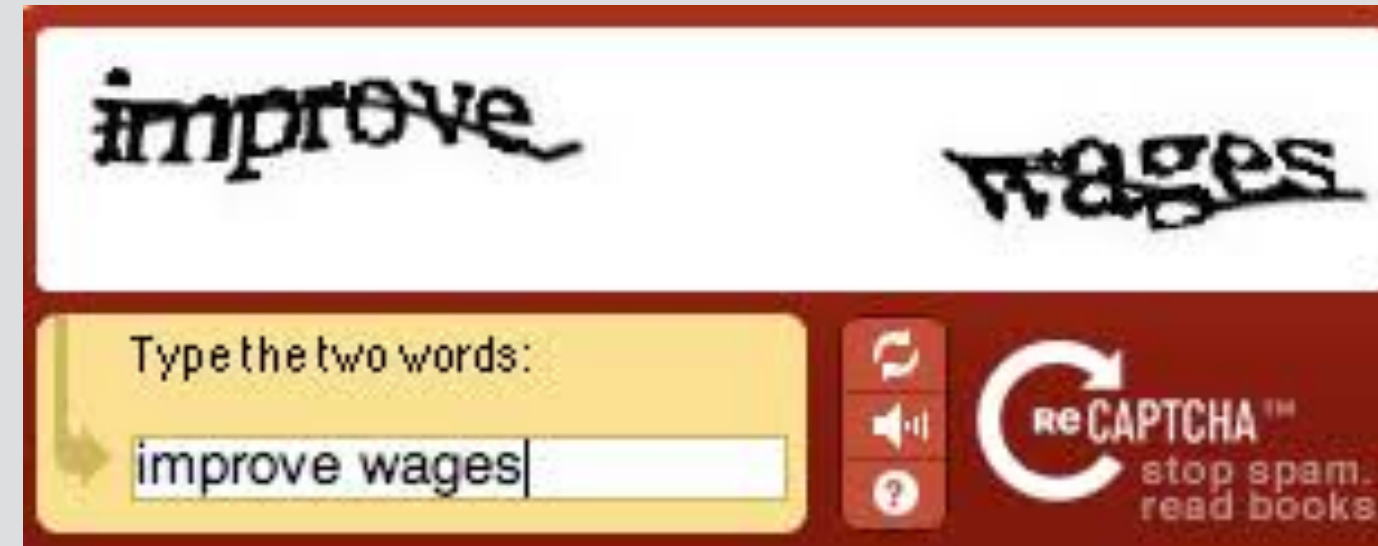 improve wages
Type the two words:
improve wages
reCAPTCHA™
stop spam.
read books